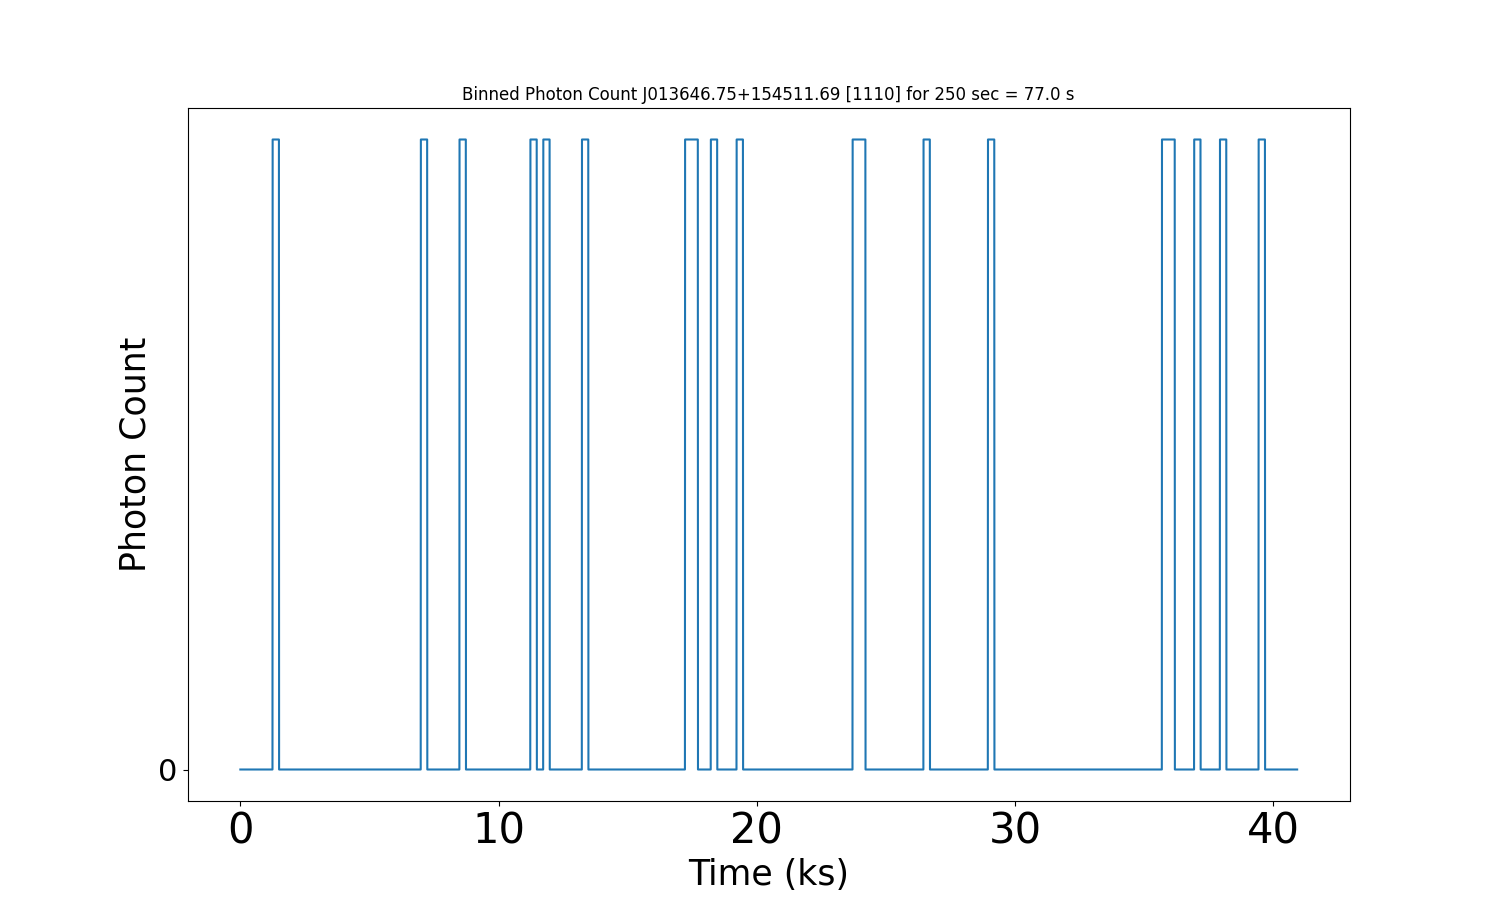 Binned Photon Count J013646.75+154511.69 [1110] for 250 sec = 77.0 s
Photon Count
0
0 10 20 30 40
Time (ks)